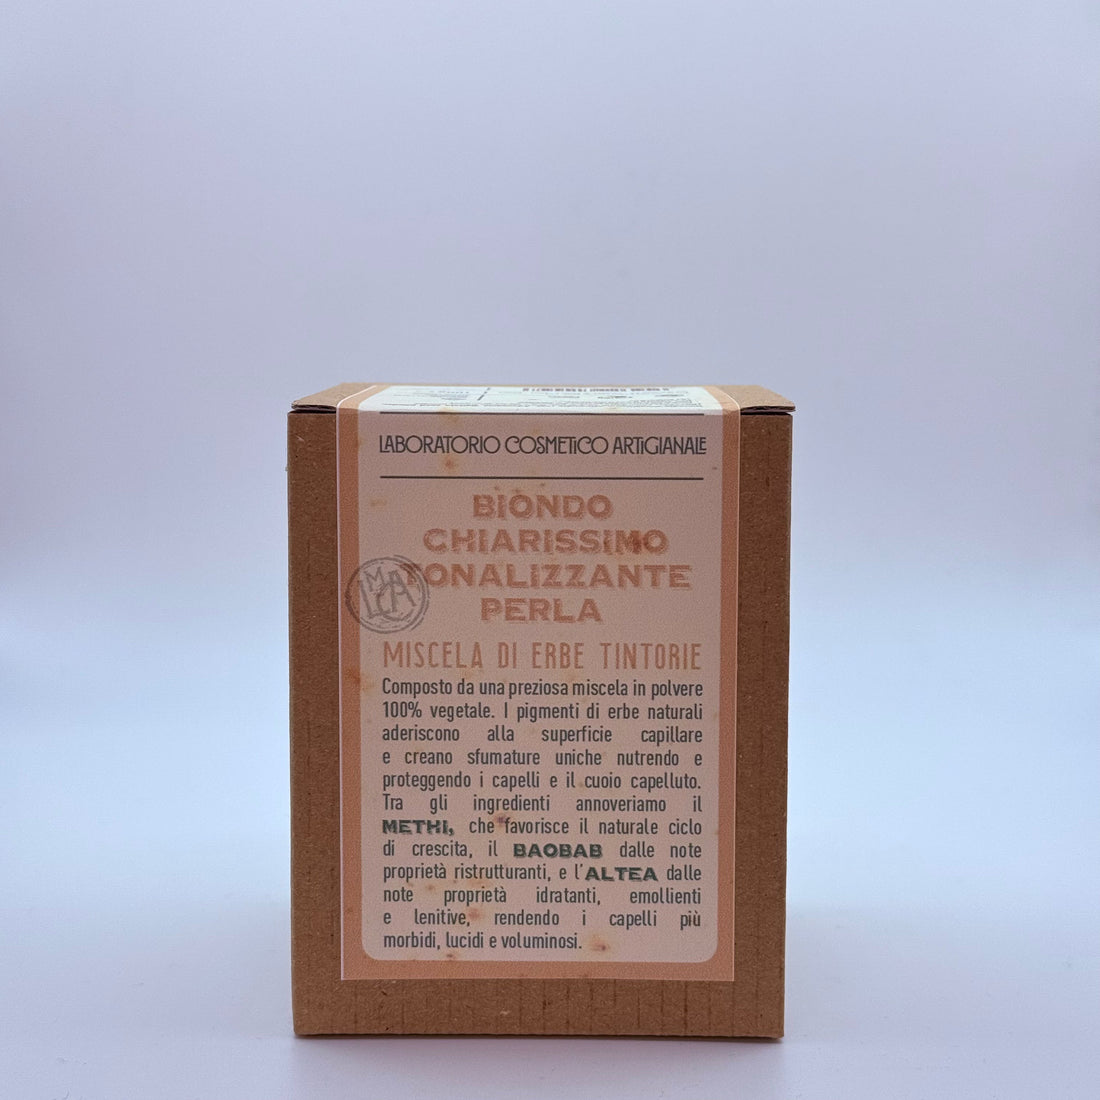 LABORATORIO COSMETICO ARTIGIANALE
BIONDO
CHIARISSIMO
TONALIZZANTE
PERLA
LMCA
MISCELA DI ERBE TINTORIE
Composto da una preziosa miscela in polvere
100% vegetale. I pigmenti di erbe naturali
aderiscono alla superficie capillare
e creano sfumature uniche nutrendo e
proteggendo i capelli e il cuoio capelluto.
Tra gli ingredienti annoveriamo il
METHI, che favorisce il naturale ciclo
di crescita, il BAOBAB dalle note
proprietà ristrutturanti, e l'ALTEA dalle
note proprietà idratanti, emollienti
e lenitive, rendendo i capelli più
morbidi, lucidi e voluminosi.